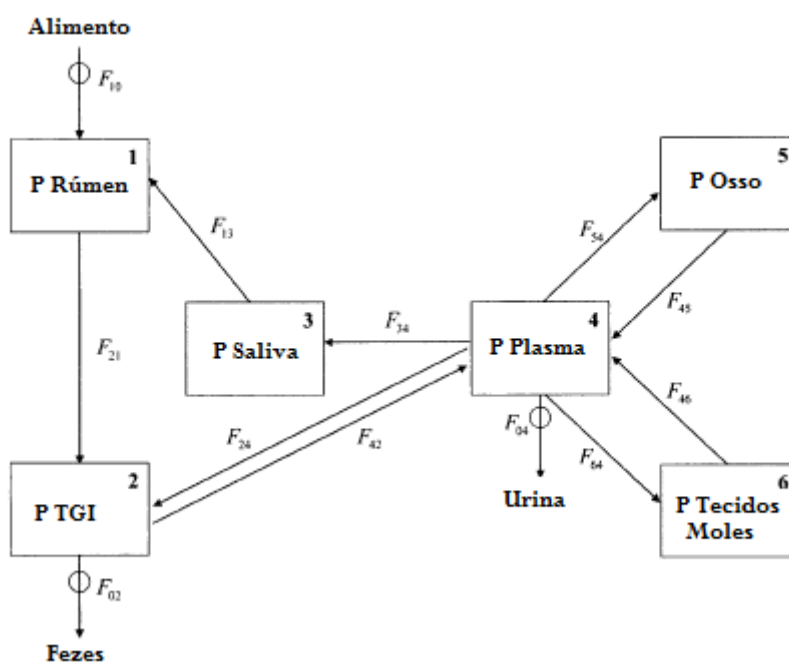 Alimento
F10
1
P Rúmen
5
P Osso
F13
F54
F21
3
P Saliva
F34
4
P Plasma
F45
F24
F42
F04
F64
F46
2
P TGI
Urina
6
P Tecidos
Moles
F02
Fezes